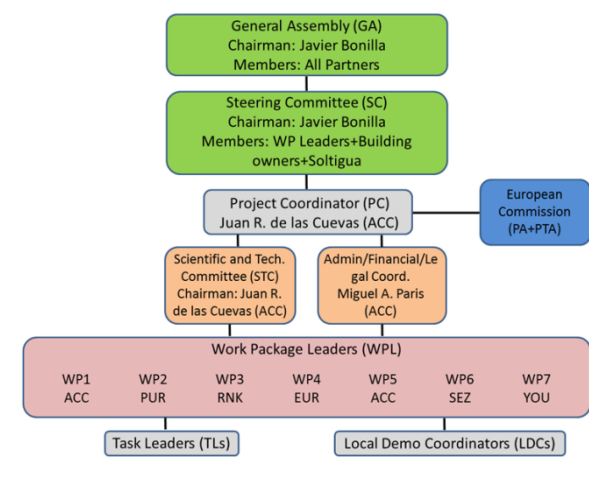 General Assembly (GA)
Chairman: Javier Bonilla
Members: All Partners
Steering Committee (SC)
Chairman: Javier Bonilla
Members: WP Leaders+Building
owners+Soltigua
Project Coordinator (PC)
Juan R. de las Cuevas (ACC)
European
Commission
(PA+PTA)
Scientific and Tech.
Committee (STC)
Chairman: Juan R.
de las Cuevas (ACC)
Admin/Financial/Le
gal Coord.
Miguel A. Paris
(ACC)
Work Package Leaders (WPL)
WP1 WP2 WP3 WP4 WP5 WP6 WP7
ACC PUR RNK EUR ACC SEZ YOU
Task Leaders (TLs)
Local Demo Coordinators (LDCs)